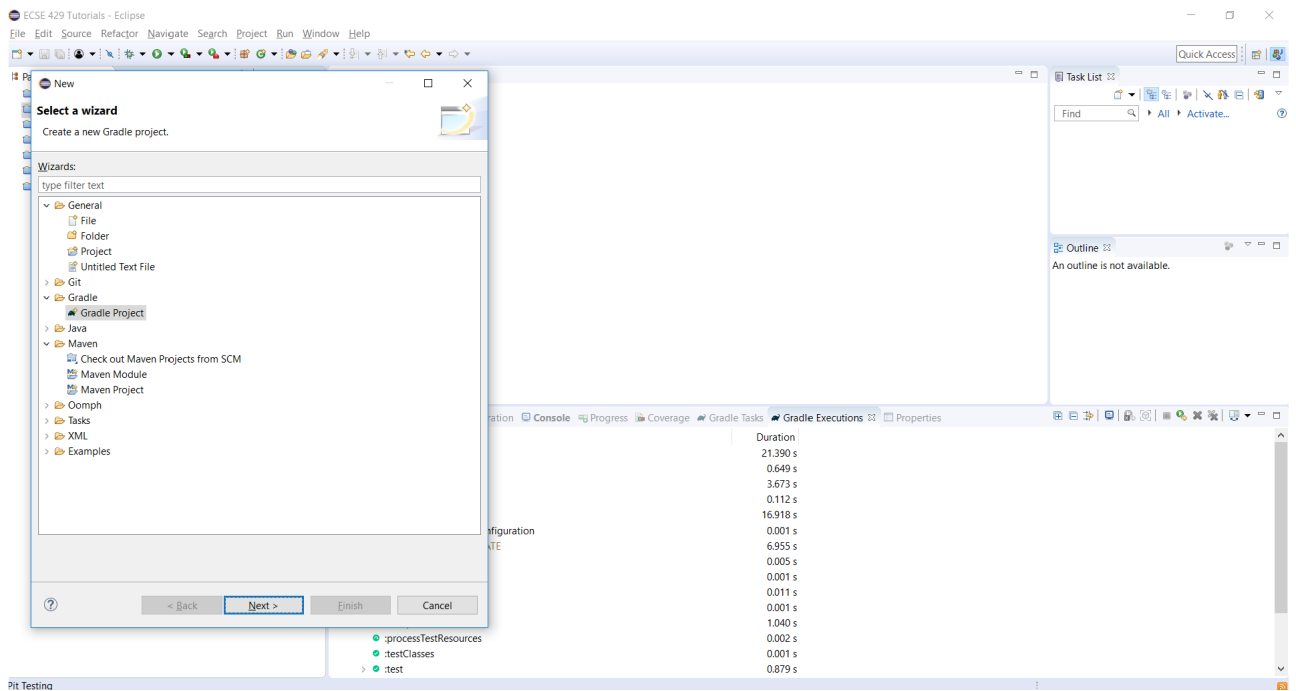 ECSE 429 Tutorials - Eclipse
File Edit Source Refactor Navigate Search Project Run Window Help
Quick Access
New
Select a wizard
Create a new Gradle project.
Wizards:
type filter text
General
File
Folder
Project
Untitled Text File
Git
Gradle
Gradle Project
Java
Maven
Check out Maven Projects from SCM
Maven Module
Maven Project
Oomph
Tasks
XML
Examples
< Back Next > Finish Cancel
Task List
Find All Activate...
Outline
An outline is not available.
Console Progress Coverage Gradle Tasks Gradle Executions Properties
Duration
21.390 s
0.649 s
3.673 s
0.112 s
16.918 s
0.001 s
6.955 s
0.005 s
0.001 s
0.011 s
0.001 s
1.040 s
:processTestResources 0.002 s
:testClasses 0.001 s
:test 0.879 s
Pit Testing